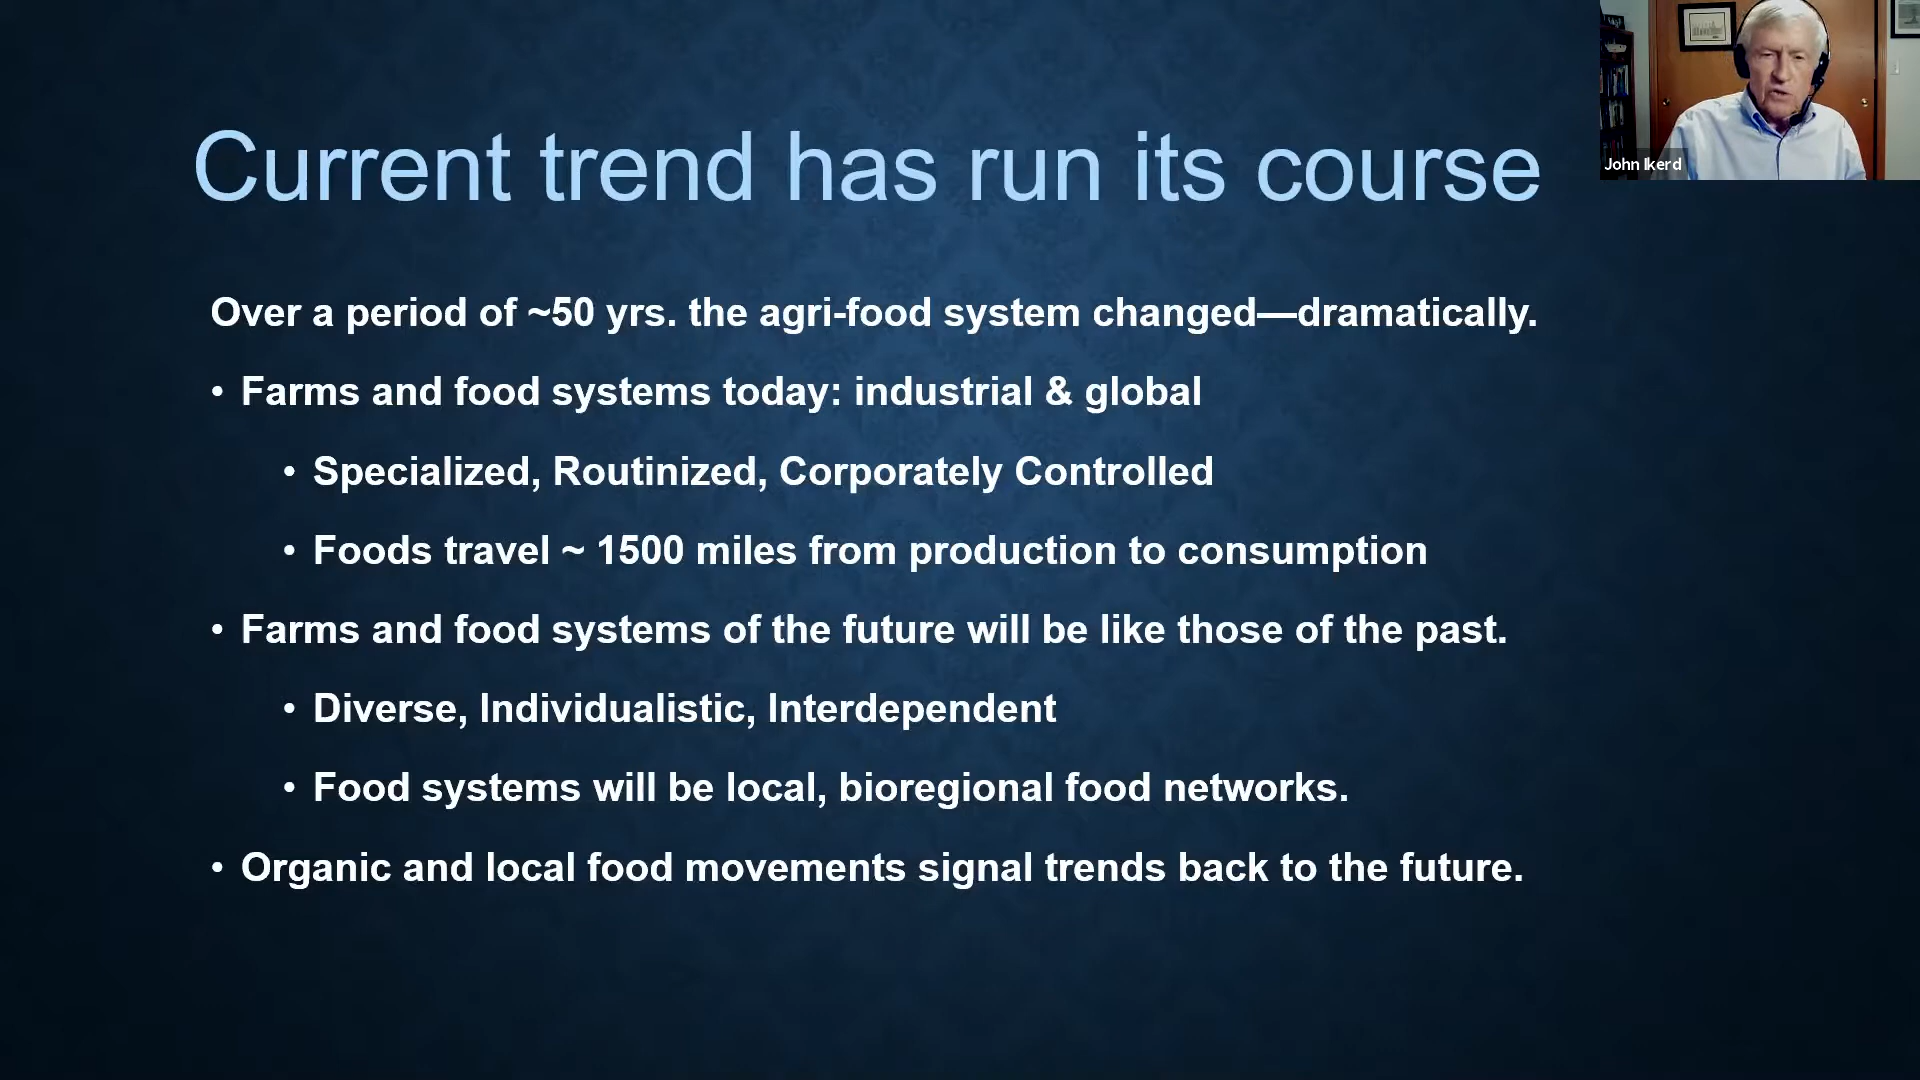 Current trend has run its course
John Ikerd
Over a period of ~50 yrs. the agri-food system changed—dramatically.
• Farms and food systems today: industrial & global
• Specialized, Routinized, Corporately Controlled
• Foods travel ~ 1500 miles from production to consumption
• Farms and food systems of the future will be like those of the past.
• Diverse, Individualistic, Interdependent
• Food systems will be local, bioregional food networks.
• Organic and local food movements signal trends back to the future.